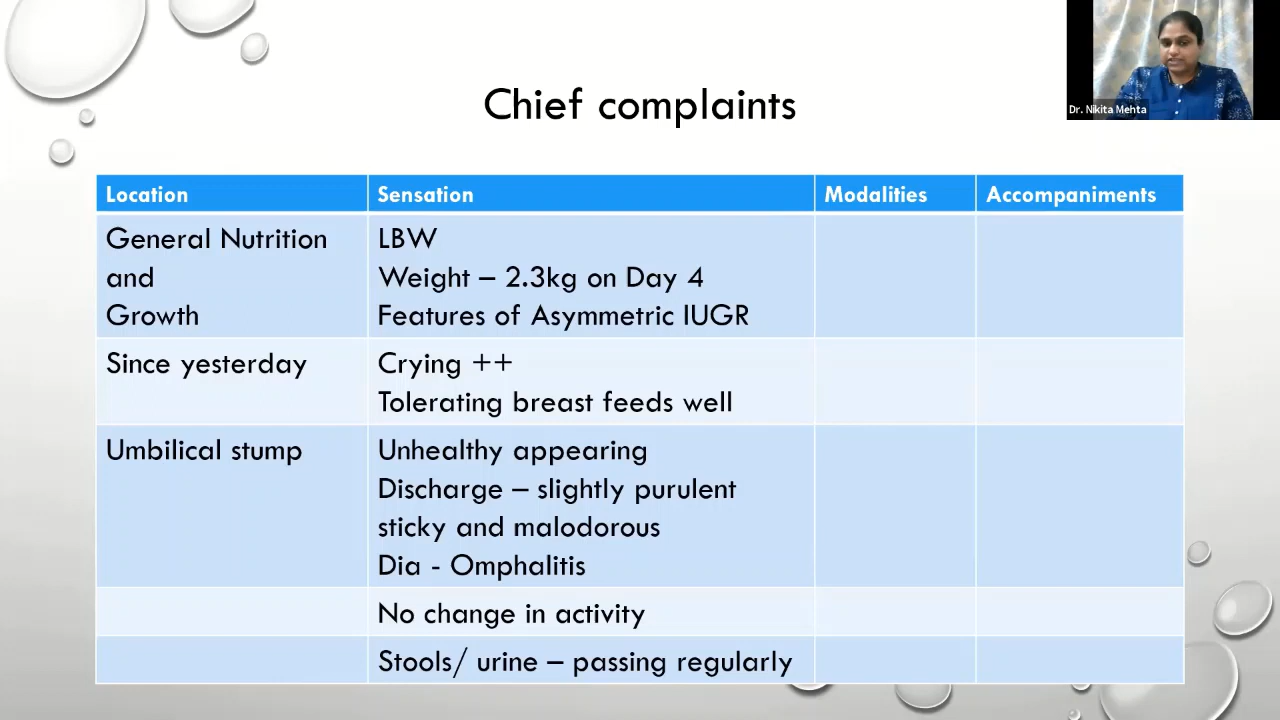 Dr. Nikita Mehta
Chief complaints
Location Sensation Modalities Accompaniments
General Nutrition
and
Growth
LBW
Weight – 2.3kg on Day 4
Features of Asymmetric IUGR
Since yesterday
Crying ++
Tolerating breast feeds well
Umbilical stump
Unhealthy appearing
Discharge – slightly purulent
sticky and malodorous
Dia - Omphalitis
No change in activity
Stools/ urine – passing regularly